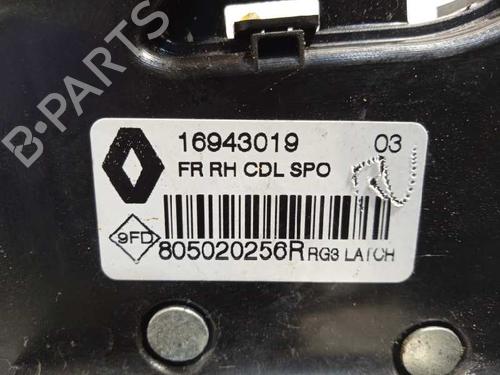 B-Parts
16943019 03
FR RH CDL SPO
9FD
805020256R RG3 LATCH